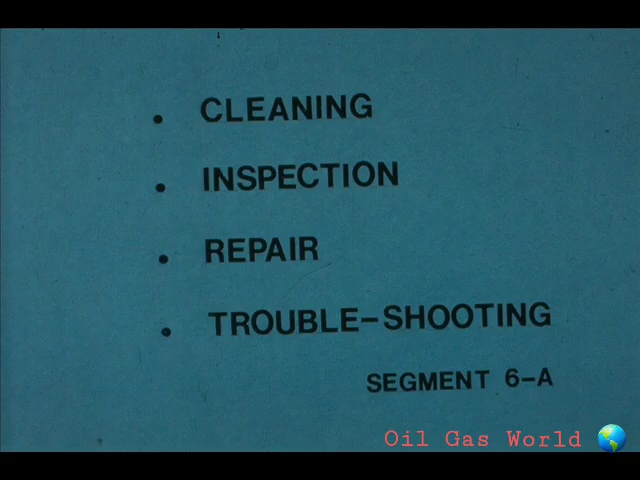 . CLEANING
. INSPECTION
. REPAIR
. TROUBLE-SHOOTING
SEGMENT 6-A
Oil Gas World